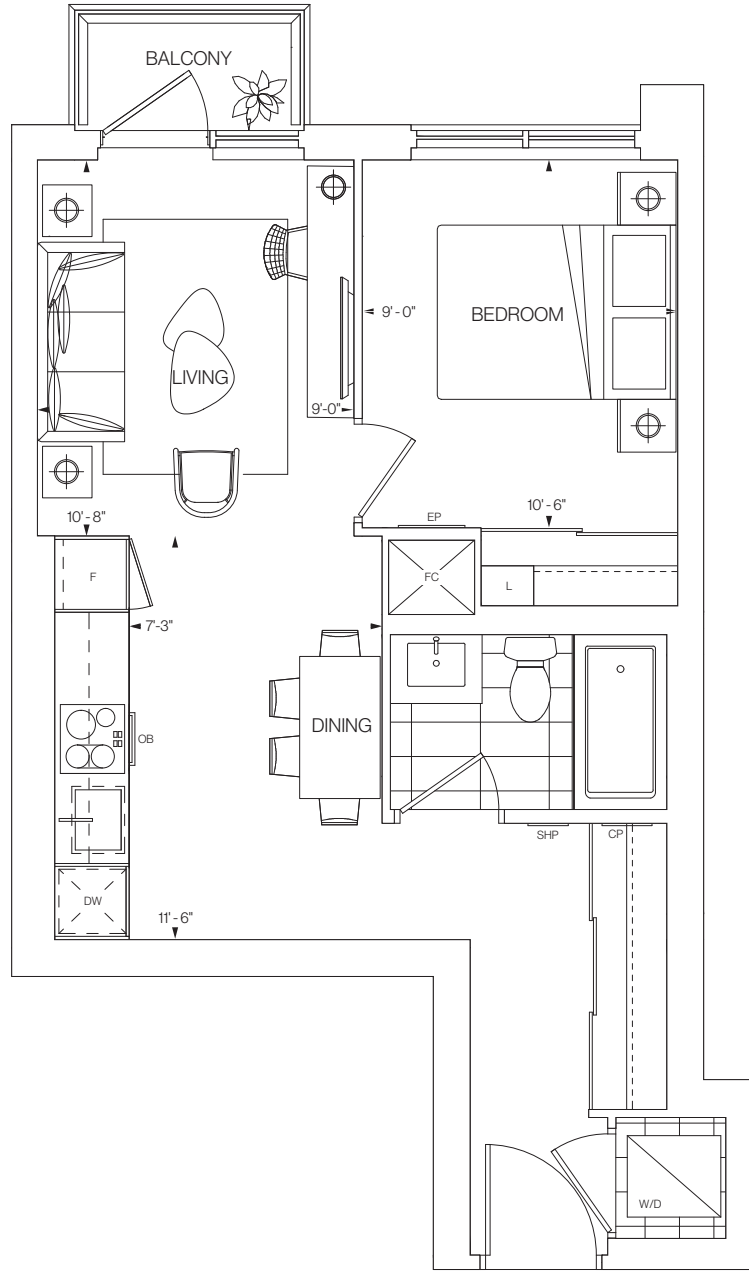 BALCONY
9'-0"
BEDROOM
LIVING
9'-0"
10'-8"
EP
10'-6"
F
FC
L
7'-3"
DINING
OB
SHP
CP
DW
11'-6"
W/D